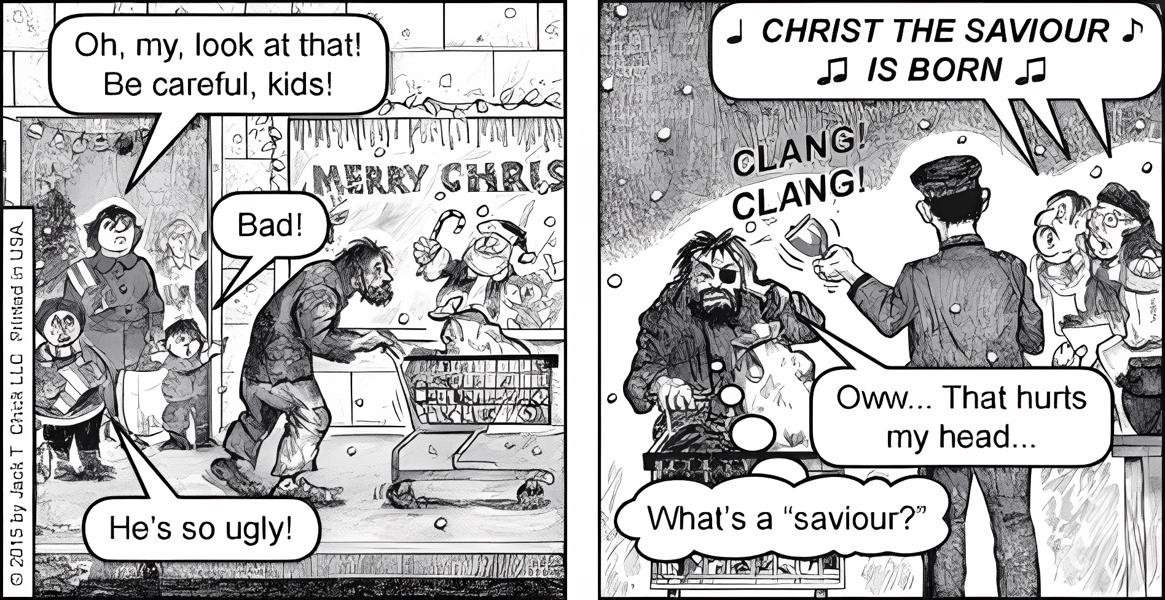 Oh, my, look at that!
Be careful, kids!
MERRY CHRIS
Bad!
He's so ugly!
© 2015 by Jack T Chick LLC Printed in USA
♩ CHRIST THE SAVIOUR ♪
♫ IS BORN ♫
CLANG!
CLANG!
Oww... That hurts
my head...
What's a “saviour?”